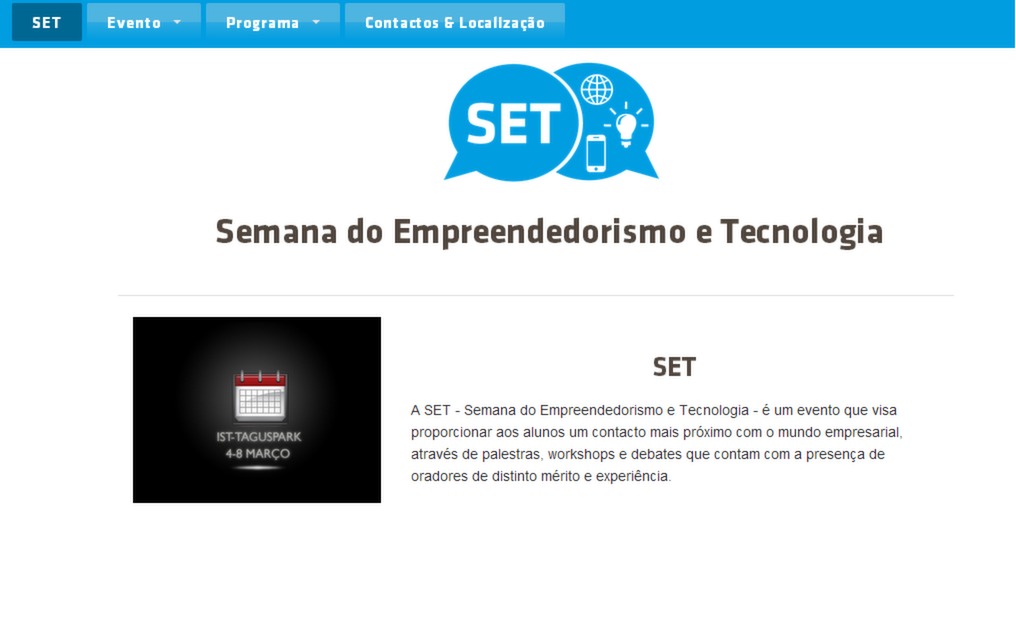 SET Evento Programa Contactos & Localização
SET
Semana do Empreendedorismo e Tecnologia
IST-TAGUSPARK
4-8 MARÇO
SET
A SET - Semana do Empreendedorismo e Tecnologia - é um evento que visa
proporcionar aos alunos um contacto mais próximo com o mundo empresarial,
através de palestras, workshops e debates que contam com a presença de
oradores de distinto mérito e experiência.